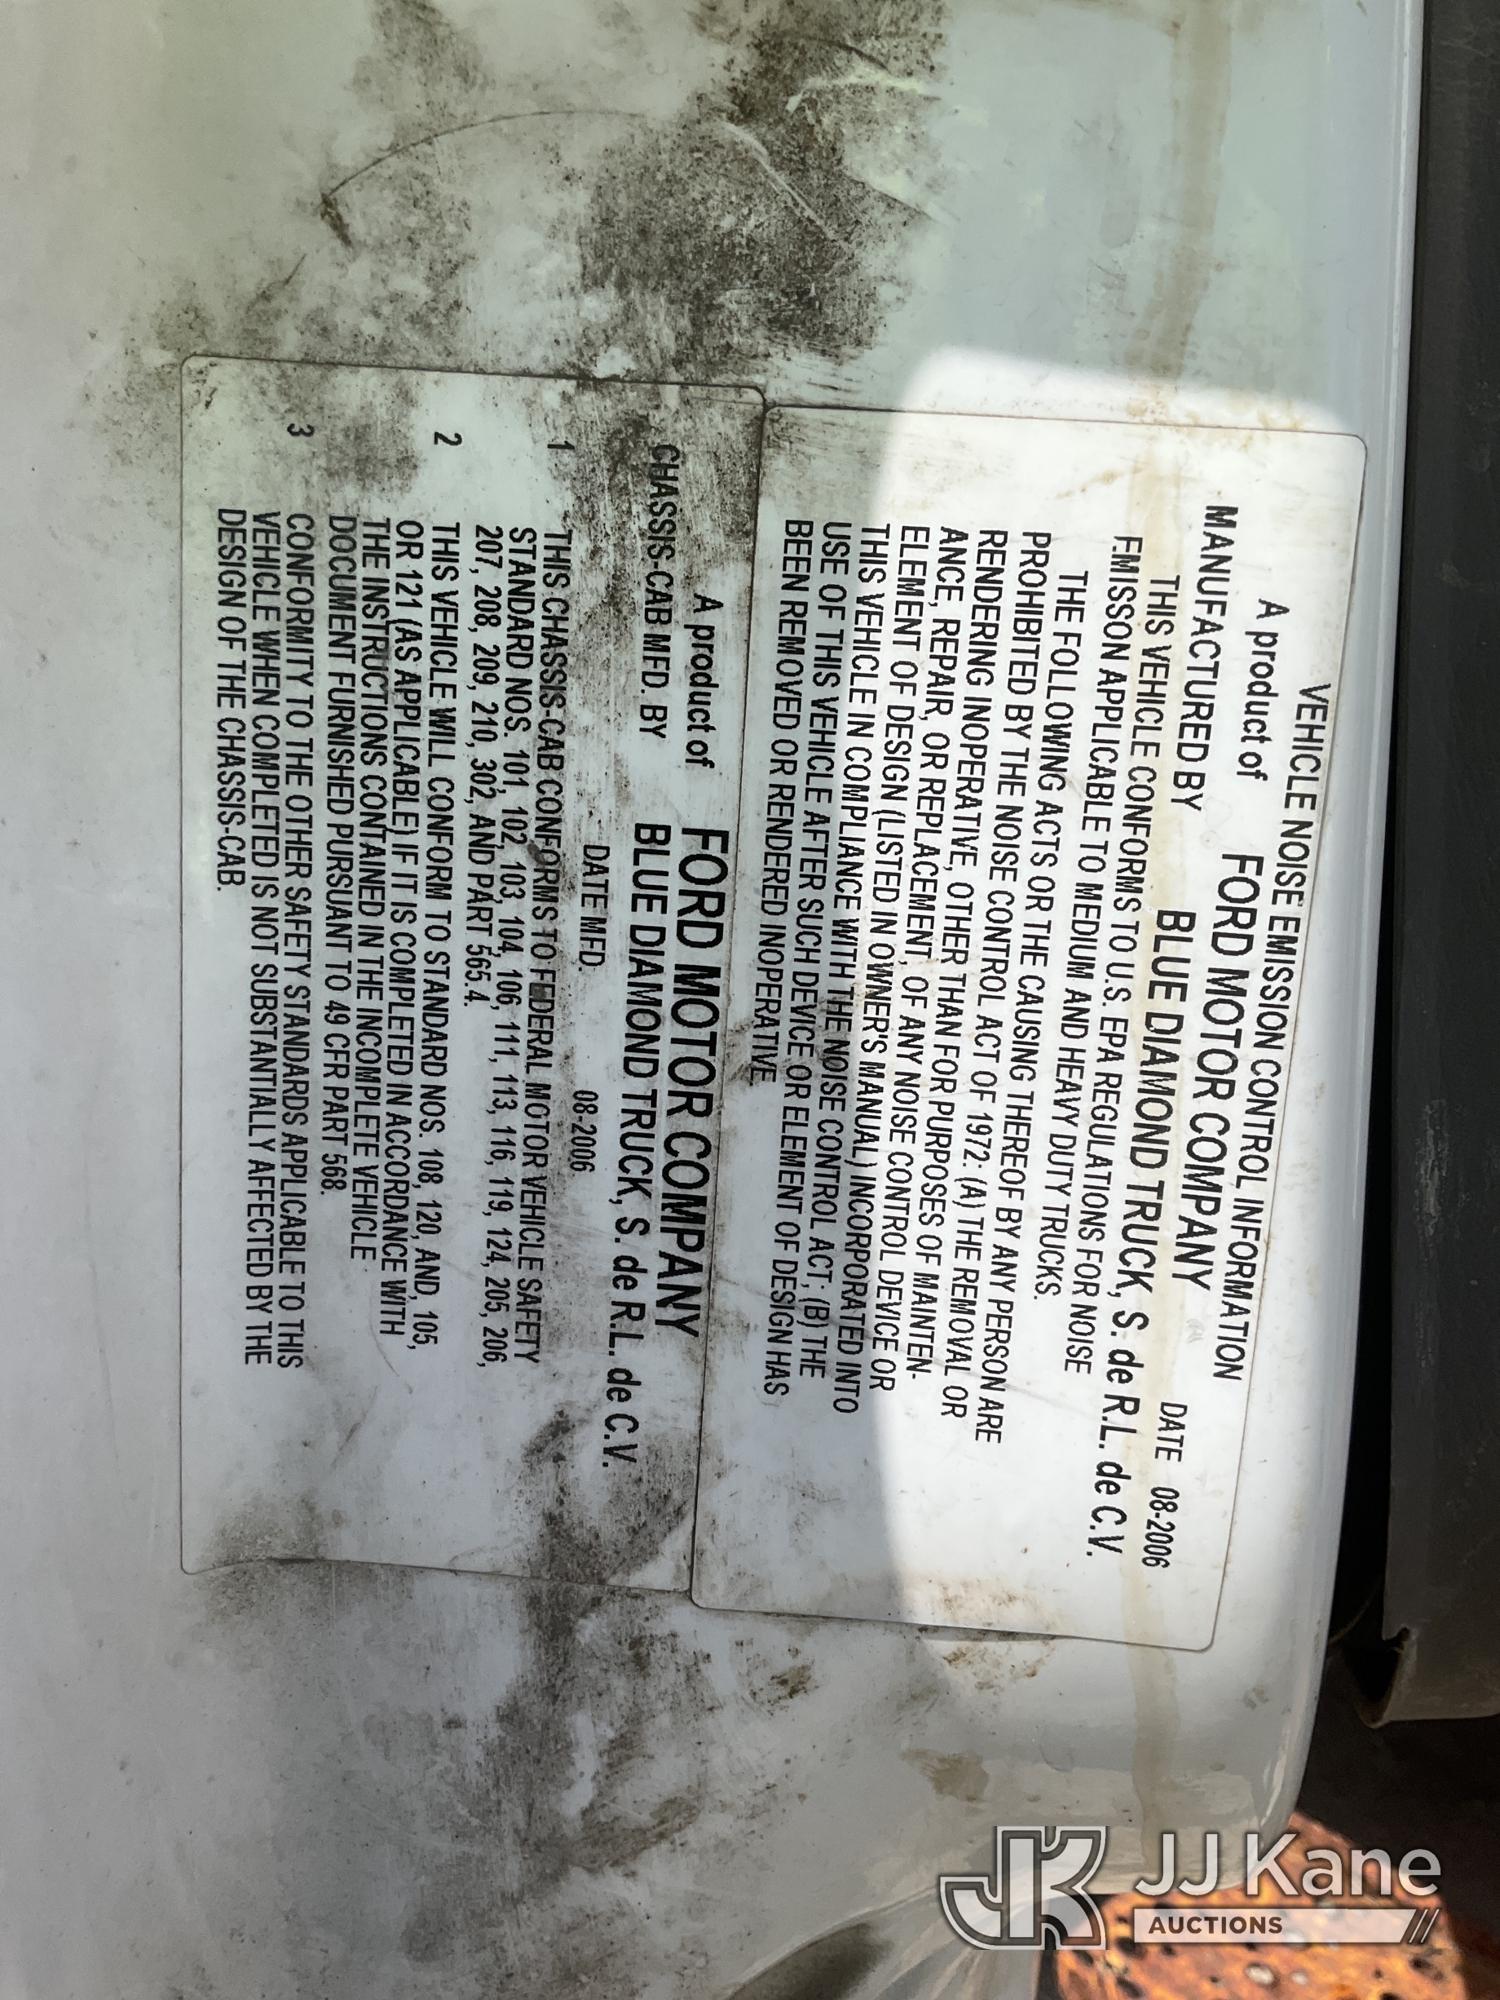 VEHICLE NOISE EMISSION CONTROL INFORMATION
A product of FORD MOTOR COMPANY DATE 08-2006
MANUFACTURED BY BLUE DIAMOND TRUCK, S. de R.L. de C.V.
THIS VEHICLE CONFORMS TO U.S. EPA REGULATIONS FOR NOISE
EMISSON APPLICABLE TO MEDIUM AND HEAVY DUTY TRUCKS.
THE FOLLOWING ACTS OR THE CAUSING THEREOF BY ANY PERSON ARE
PROHIBITED BY THE NOISE CONTROL ACT OF 1972: (A) THE REMOVAL OR
RENDERING INOPERATIVE, OTHER THAN FOR PURPOSES OF MAINTEN-
ANCE, REPAIR, OR REPLACEMENT, OF ANY NOISE CONTROL DEVICE OR
ELEMENT OF DESIGN (LISTED IN OWNER'S MANUAL) INCORPORATED INTO
THIS VEHICLE IN COMPLIANCE WITH THE NOISE CONTROL ACT; (B) THE
USE OF THIS VEHICLE AFTER SUCH DEVICE OR ELEMENT OF DESIGN HAS
BEEN REMOVED OR RENDERED INOPERATIVE.
A product of FORD MOTOR COMPANY
CHASSIS-CAB MFD. BY BLUE DIAMOND TRUCK, S. de R.L. de C.V.
DATE MFD. 08-2006
1 THIS CHASSIS-CAB CONFORMS TO FEDERAL MOTOR VEHICLE SAFETY
STANDARD NOS. 101, 102, 103, 104, 106, 111, 113, 116, 119, 124, 205, 206,
207, 208, 209, 210, 302, AND PART 565.4.
2 THIS VEHICLE WILL CONFORM TO STANDARD NOS. 108, 120, AND, 105,
OR 121 (AS APPLICABLE) IF IT IS COMPLETED IN ACCORDANCE WITH
THE INSTRUCTIONS CONTAINED IN THE INCOMPLETE VEHICLE
DOCUMENT FURNISHED PURSUANT TO 49 CFR PART 568.
3 CONFORMITY TO THE OTHER SAFETY STANDARDS APPLICABLE TO THIS
VEHICLE WHEN COMPLETED IS NOT SUBSTANTIALLY AFFECTED BY THE
DESIGN OF THE CHASSIS-CAB.
JK JJ Kane
AUCTIONS